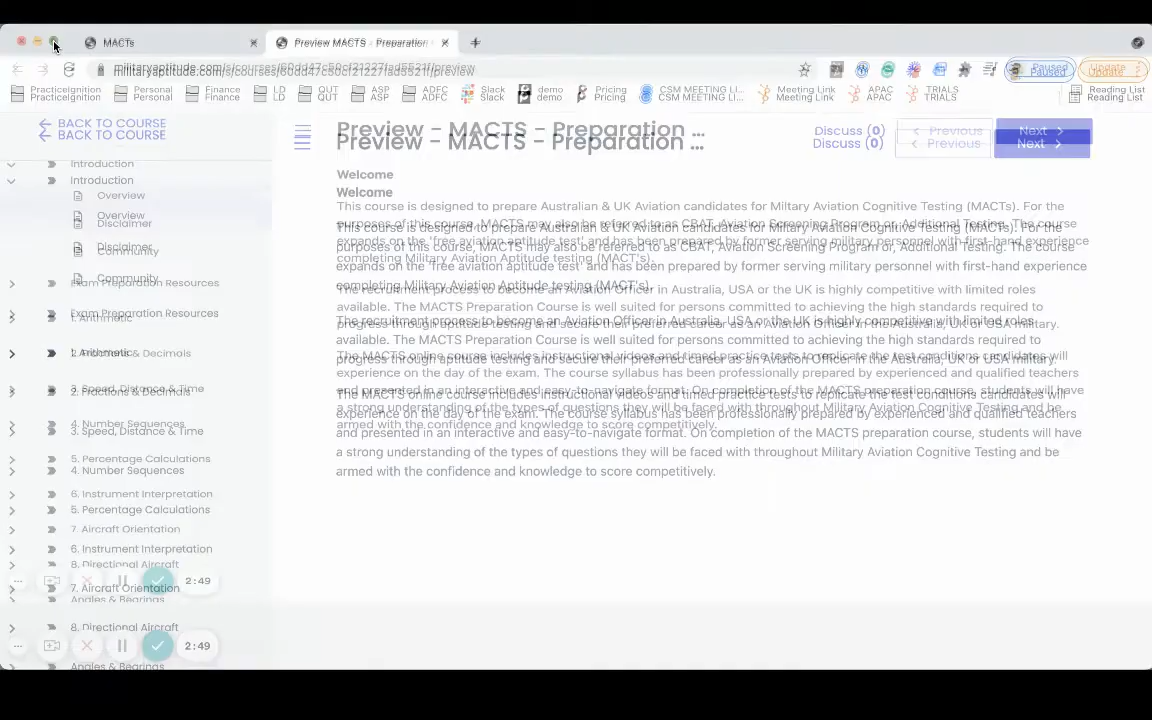 MACTs
Preview MACTS - Preparation
militaryaptitude.com/s/courses/60dd47c50cf21227fad5521f/preview
Paused
Update
PracticeIgnition
Personal
Finance
LD
QUT
ASP
ADFC
Slack
demo
Pricing
CSM MEETING LI...
Meeting Link
APAC
TRIALS
Reading List
BACK TO COURSE
Preview - MACTS - Preparation ...
Discuss (0)
Previous
Next
Introduction
Overview
Disclaimer
Community
Exam Preparation Resources
1. Arithmetic
2. Fractions & Decimals
3. Speed, Distance & Time
4. Number Sequences
5. Percentage Calculations
6. Instrument Interpretation
7. Aircraft Orientation
8. Directional Aircraft
Angles & Bearings
Welcome
This course is designed to prepare Australian & UK Aviation candidates for Miltary Aviation Cognitive Testing (MACTs). For the
purposes of this course, MACTS may also be referred to as CBAT, Aviation Screening Program or, Additional Testing. The course
expands on the 'free aviation aptitude test' and has been prepared by former serving military personnel with first-hand experience
completing Military Aviation Aptitude testing (MACT's).
The recruitment process to become an Aviation Officer in Australia, USA or the UK is highly competitive with limited roles
available. The MACTS Preparation Course is well suited for persons committed to achieving the high standards required to
progress through aptitude testing and secure their preferred career as an Aviation Officer in the Australia, UK or USA military.
The MACTS online course includes instructional videos and timed practice tests to replicate the test conditions candidates will
experience on the day of the exam. The course syllabus has been professionally prepared by experienced and qualified teachers
and presented in an interactive and easy-to-navigate format. On completion of the MACTS preparation course, students will have
a strong understanding of the types of questions they will be faced with throughout Military Aviation Cognitive Testing and be
armed with the confidence and knowledge to score competitively.
2:49
2:49